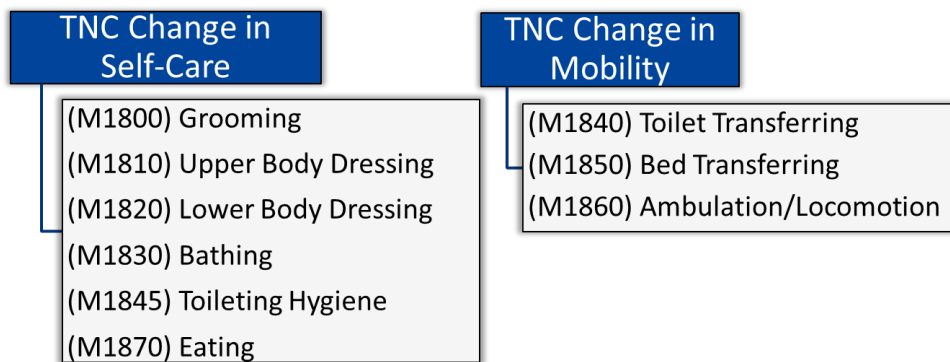 TNC Change in
Self-Care
(M1800) Grooming
(M1810) Upper Body Dressing
(M1820) Lower Body Dressing
(M1830) Bathing
(M1845) Toileting Hygiene
(M1870) Eating
TNC Change in
Mobility
(M1840) Toilet Transferring
(M1850) Bed Transferring
(M1860) Ambulation/Locomotion